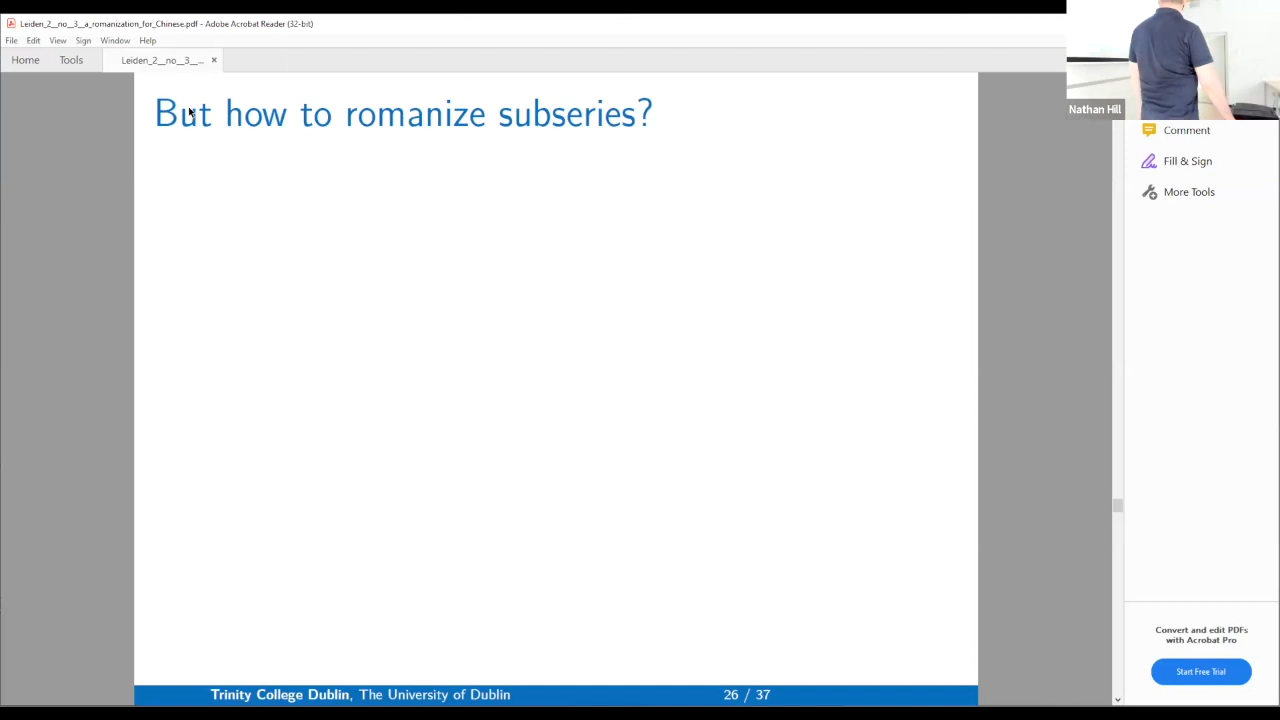 Leiden_2__no__3__a_romanization_for_Chinese.pdf - Adobe Acrobat Reader (32-bit)
File Edit View Sign Window Help
Home Tools Leiden_2__no__3__... ×
But how to romanize subseries?
Nathan Hill
Comment
Fill & Sign
More Tools
Convert and edit PDFs
with Acrobat Pro
Start Free Trial
Trinity College Dublin, The University of Dublin 26 / 37